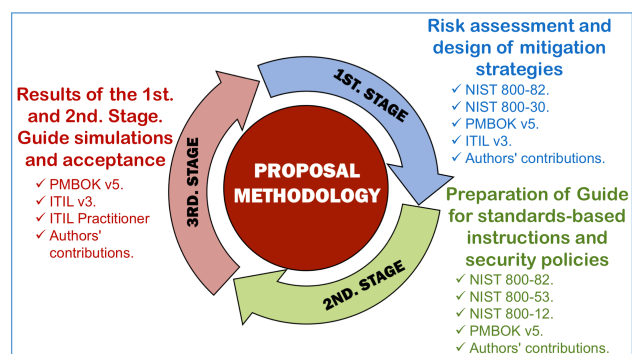 Risk assessment and
design of mitigation
strategies
✓ NIST 800-82.
✓ NIST 800-30.
✓ PMBOK v5.
✓ ITIL v3.
✓ Authors' contributions.
1ST. STAGE
Results of the 1st.
and 2nd. Stage.
Guide simulations
and acceptance
✓ PMBOK v5.
✓ ITIL v3.
✓ ITIL Practitioner
✓ Authors'
contributions.
3RD. STAGE
PROPOSAL
METHODOLOGY
Preparation of Guide
for standards-based
instructions and
security policies
✓ NIST 800-82.
✓ NIST 800-53.
✓ NIST 800-12.
✓ PMBOK v5.
✓ Authors' contributions.
2ND. STAGE